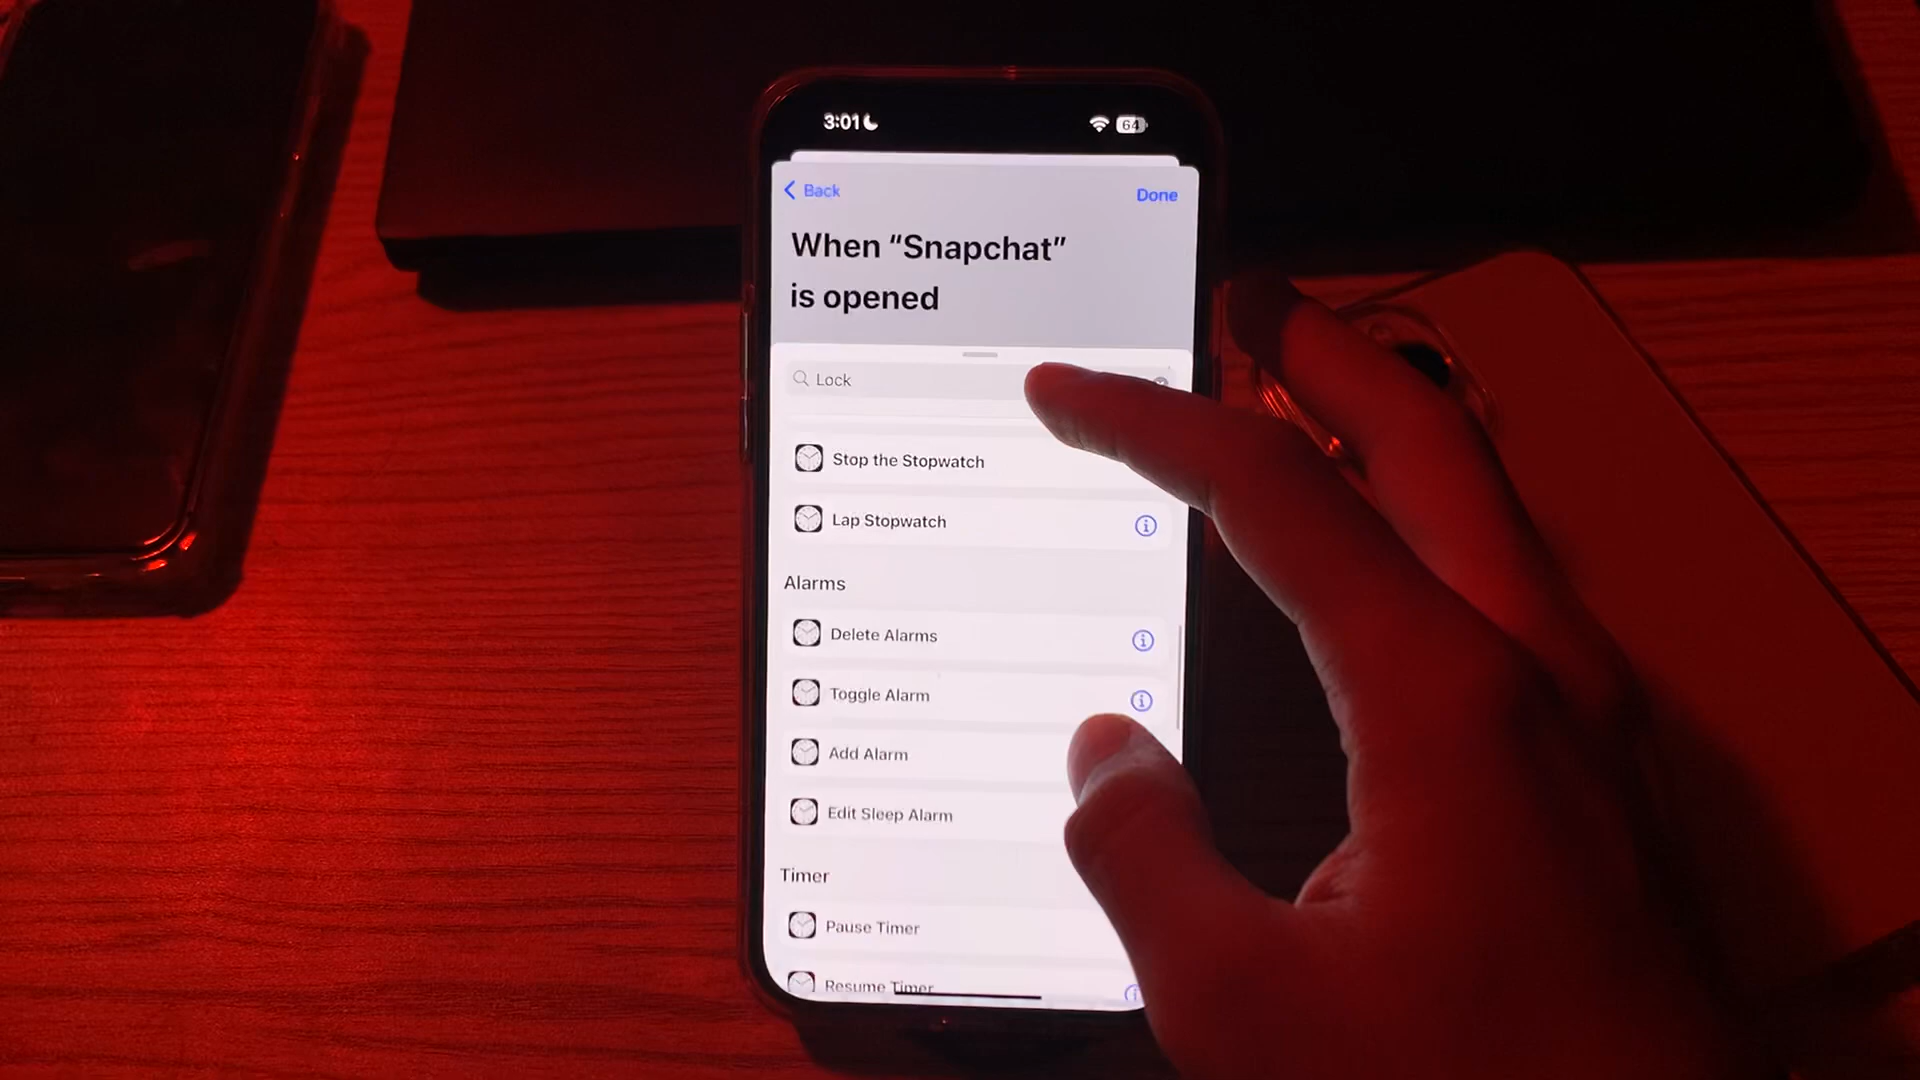 3:01
64
Back
Done
When “Snapchat”
is opened
Lock
Stop the Stopwatch
Lap Stopwatch
Alarms
Delete Alarms
Toggle Alarm
Add Alarm
Edit Sleep Alarm
Timer
Pause Timer
Resume Timer